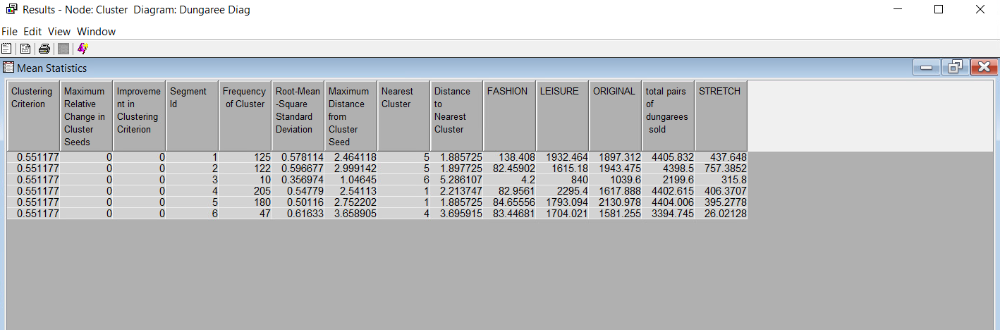 Results - Node: Cluster Diagram: Dungaree Diag
File Edit View Window
Mean Statistics
Clustering Criterion Maximum Relative Change in Cluster Seeds Improveme nt in Clustering Criterion Segment Id Frequency of Cluster Root-Mean -Square Standard Deviation Maximum Distance from Cluster Seed Nearest Cluster Distance to Nearest Cluster FASHION LEISURE ORIGINAL total pairs of dungarees sold STRETCH
0.551177 0 0 1 125 0.578114 2.464118 5 1.885725 138.408 1932.464 1897.312 4405.832 437.648
0.551177 0 0 2 122 0.596677 2.999142 5 1.897725 82.45902 1615.18 1943.475 4398.5 757.3852
0.551177 0 0 3 10 0.356974 1.04645 6 5.286107 4.2 840 1039.6 2199.6 315.8
0.551177 0 0 4 205 0.54779 2.54113 1 2.213747 82.9561 2295.4 1617.888 4402.615 406.3707
0.551177 0 0 5 180 0.50116 2.752202 1 1.885725 84.65556 1793.094 2130.978 4404.006 395.2778
0.551177 0 0 6 47 0.61633 3.658905 4 3.695915 83.44681 1704.021 1581.255 3394.745 26.02128